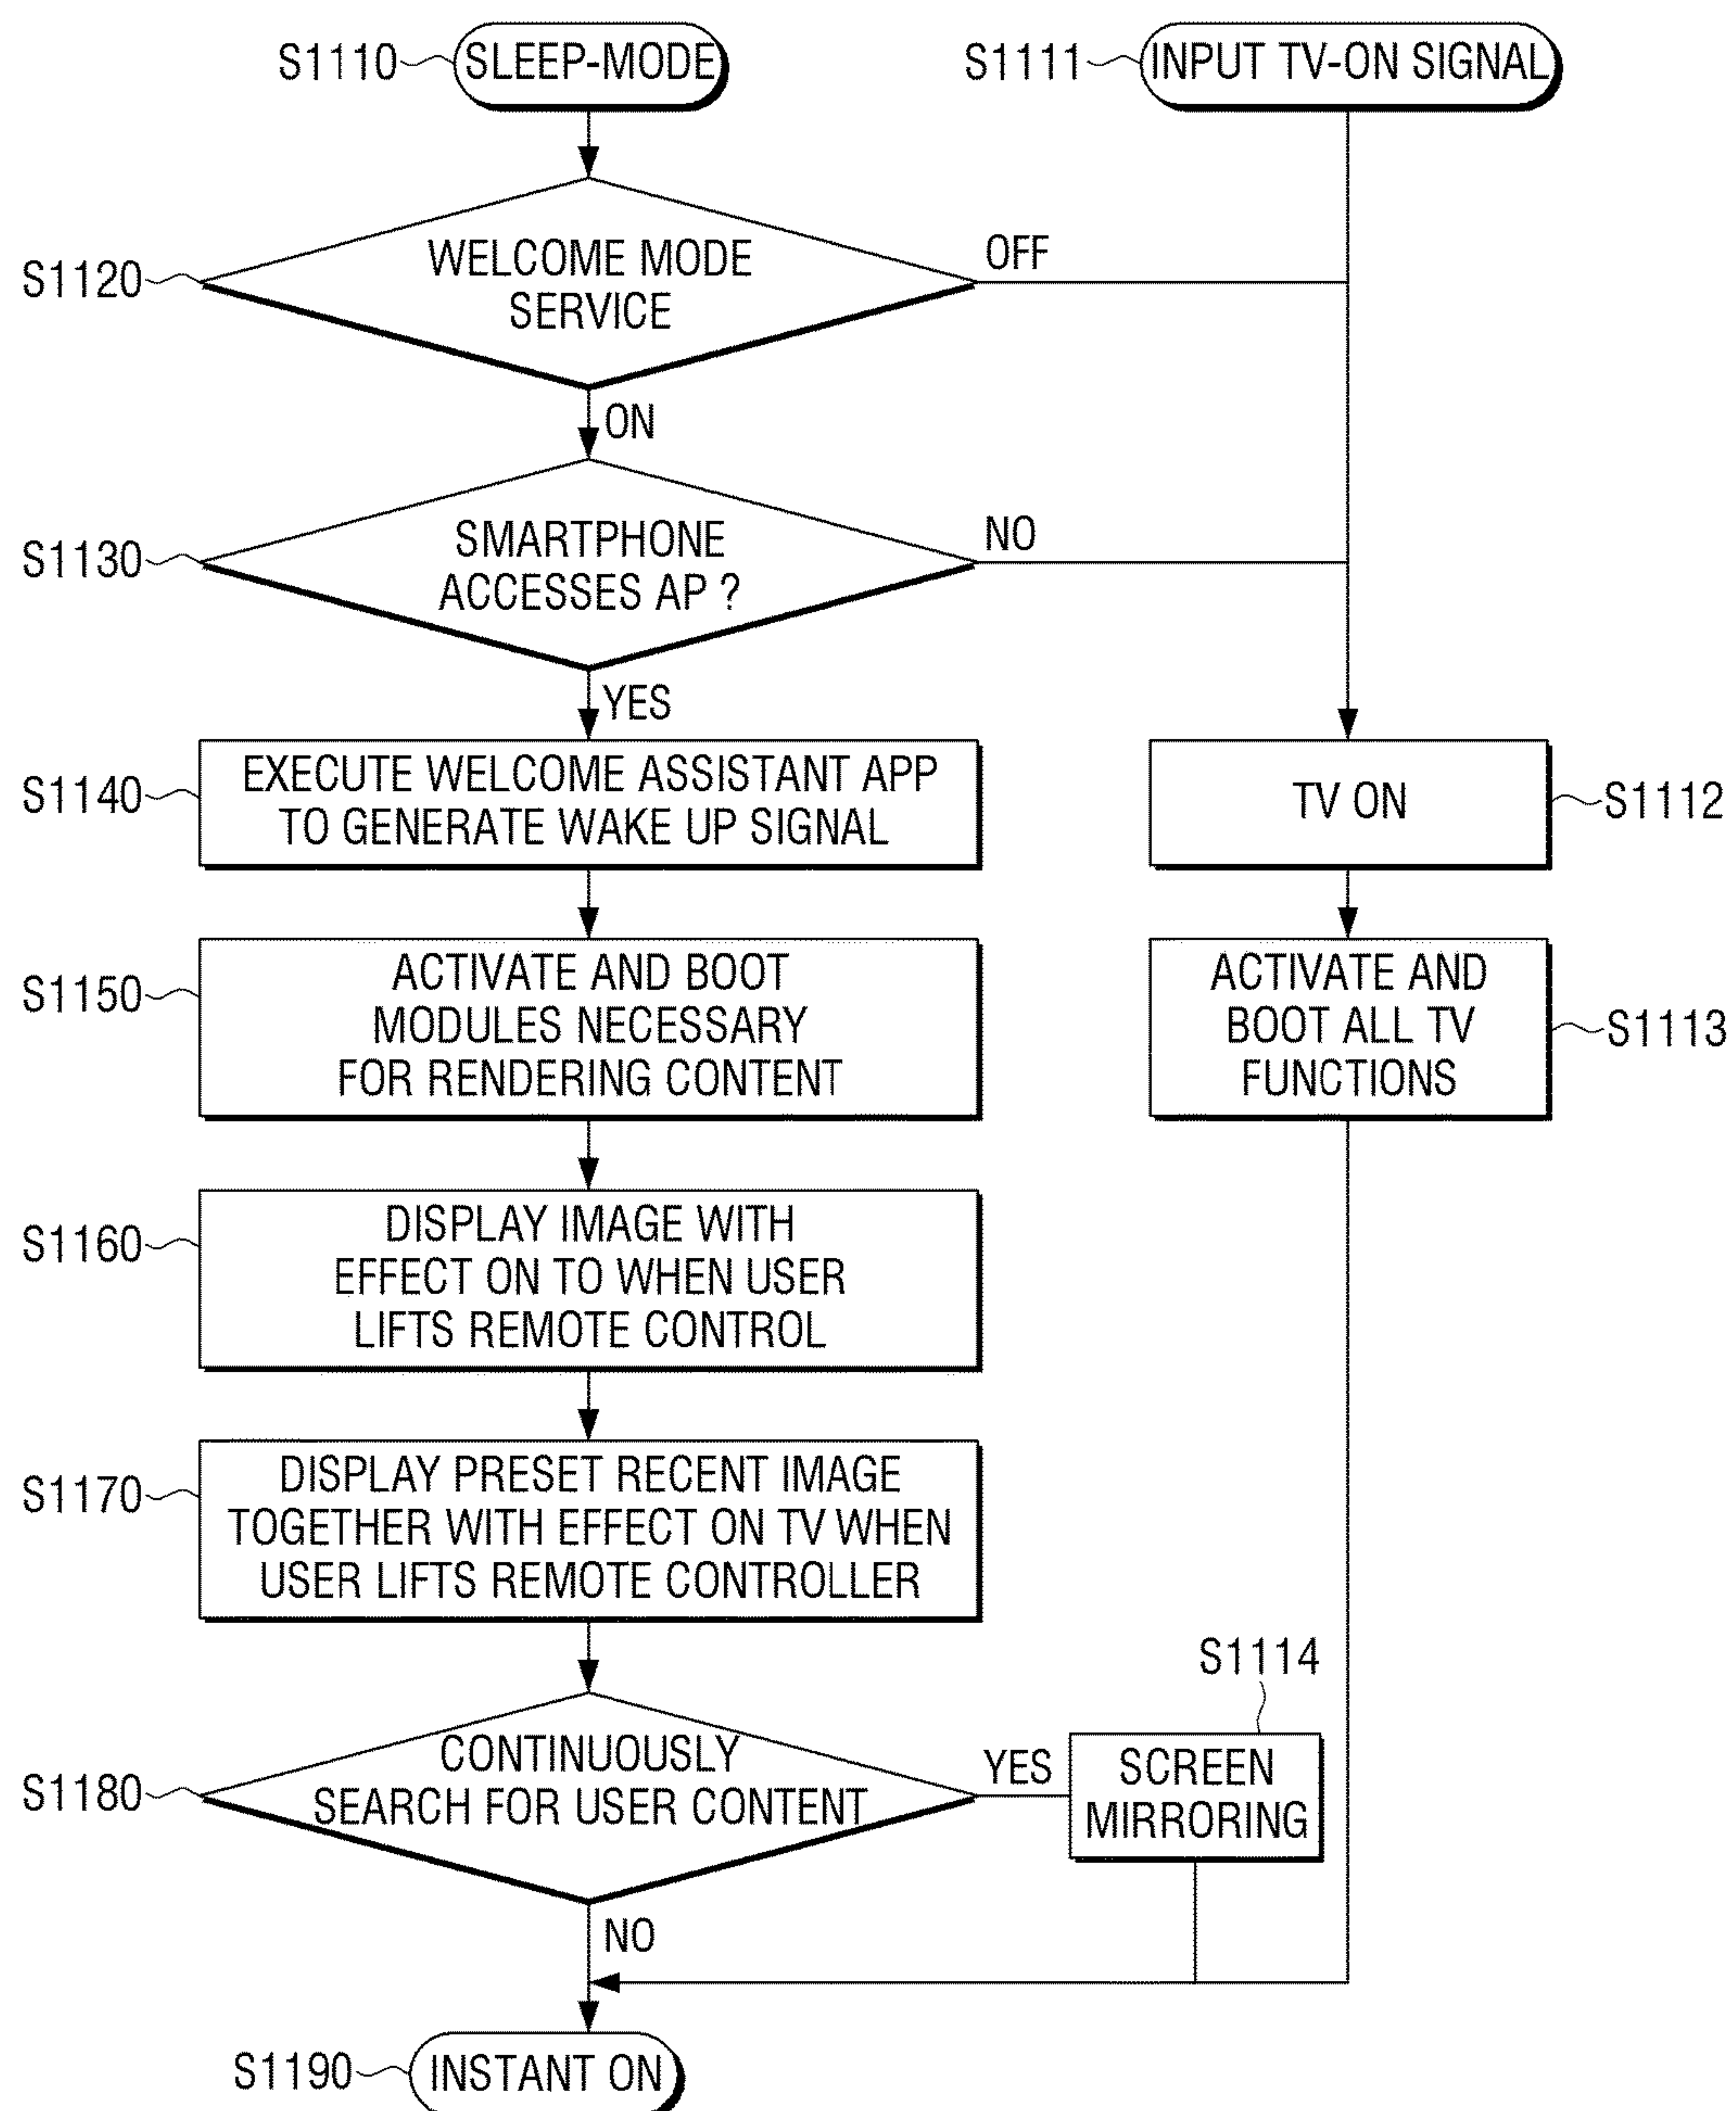 S1110
SLEEP-MODE
S1111
INPUT TV-ON SIGNAL
S1120
WELCOME MODE
SERVICE
OFF
ON
S1130
SMARTPHONE
ACCESSES AP ?
NO
YES
S1140
EXECUTE WELCOME ASSISTANT APP
TO GENERATE WAKE UP SIGNAL
TV ON
S1112
S1150
ACTIVATE AND BOOT
MODULES NECESSARY
FOR RENDERING CONTENT
ACTIVATE AND
BOOT ALL TV
FUNCTIONS
S1113
S1160
DISPLAY IMAGE WITH
EFFECT ON TO WHEN USER
LIFTS REMOTE CONTROL
S1170
DISPLAY PRESET RECENT IMAGE
TOGETHER WITH EFFECT ON TV WHEN
USER LIFTS REMOTE CONTROLLER
S1114
S1180
CONTINUOUSLY
SEARCH FOR USER CONTENT
YES
SCREEN
MIRRORING
NO
S1190
INSTANT ON